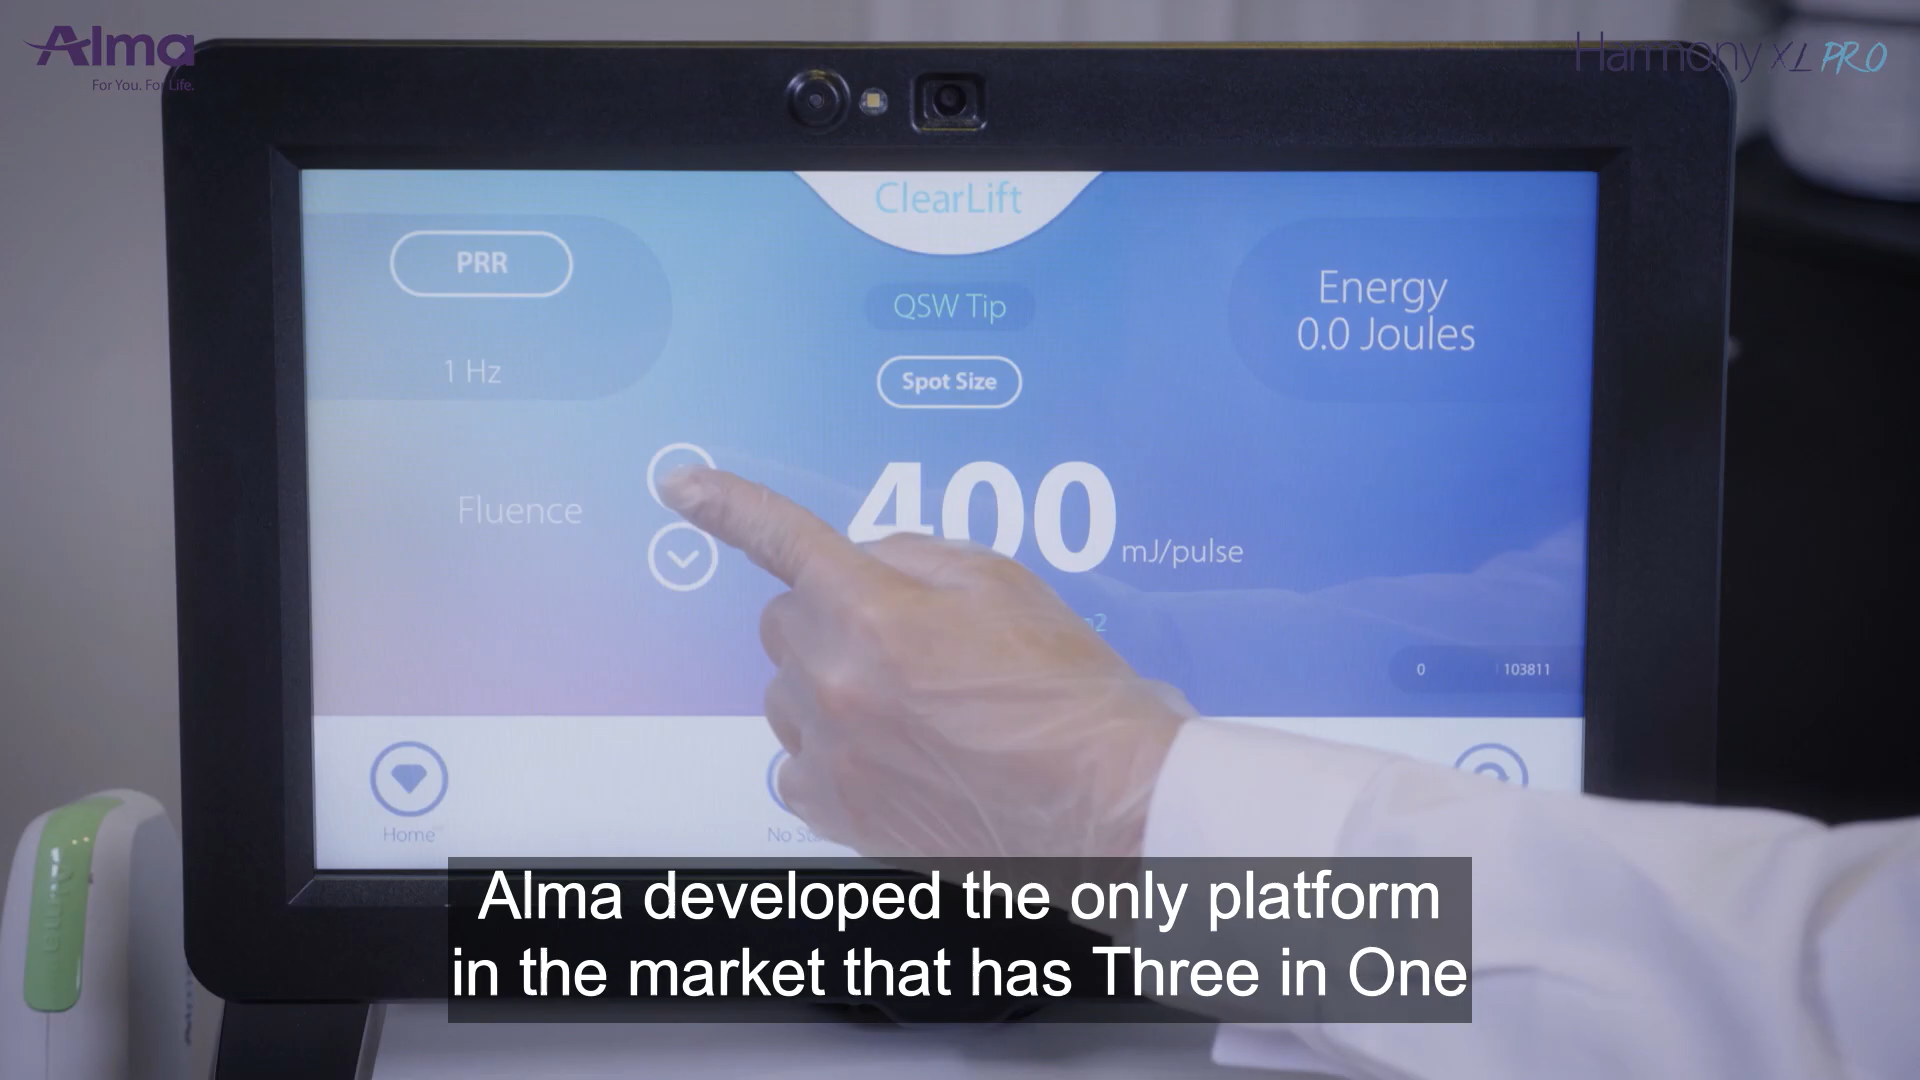 Alma
For You. For Life.
Harmony XL PRO
ClearLift
PRR
QSW Tip
Energy
0.0 Joules
1 Hz
Spot Size
Fluence
400
mJ/pulse
0
103811
Home
No
Alma developed the only platform
in the market that has Three in One